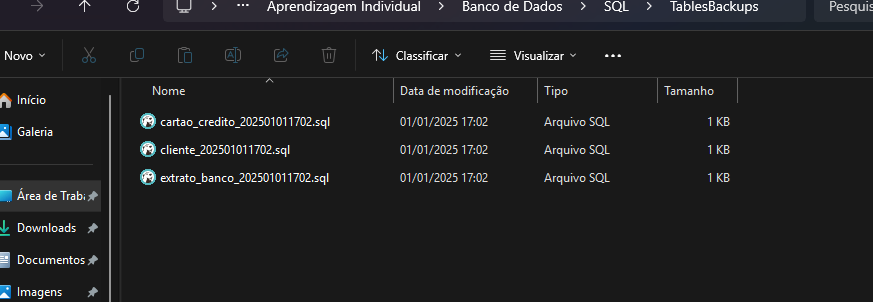 Aprendizagem Individual > Banco de Dados > SQL > TablesBackups Pesquis
Novo Classificar Visualizar
Nome Data de modificação Tipo Tamanho
Início
Galeria
Área de Traba
Downloads
Documentos
Imagens
cartao_credito_202501011702.sql 01/01/2025 17:02 Arquivo SQL 1 KB
cliente_202501011702.sql 01/01/2025 17:02 Arquivo SQL 1 KB
extrato_banco_202501011702.sql 01/01/2025 17:02 Arquivo SQL 1 KB